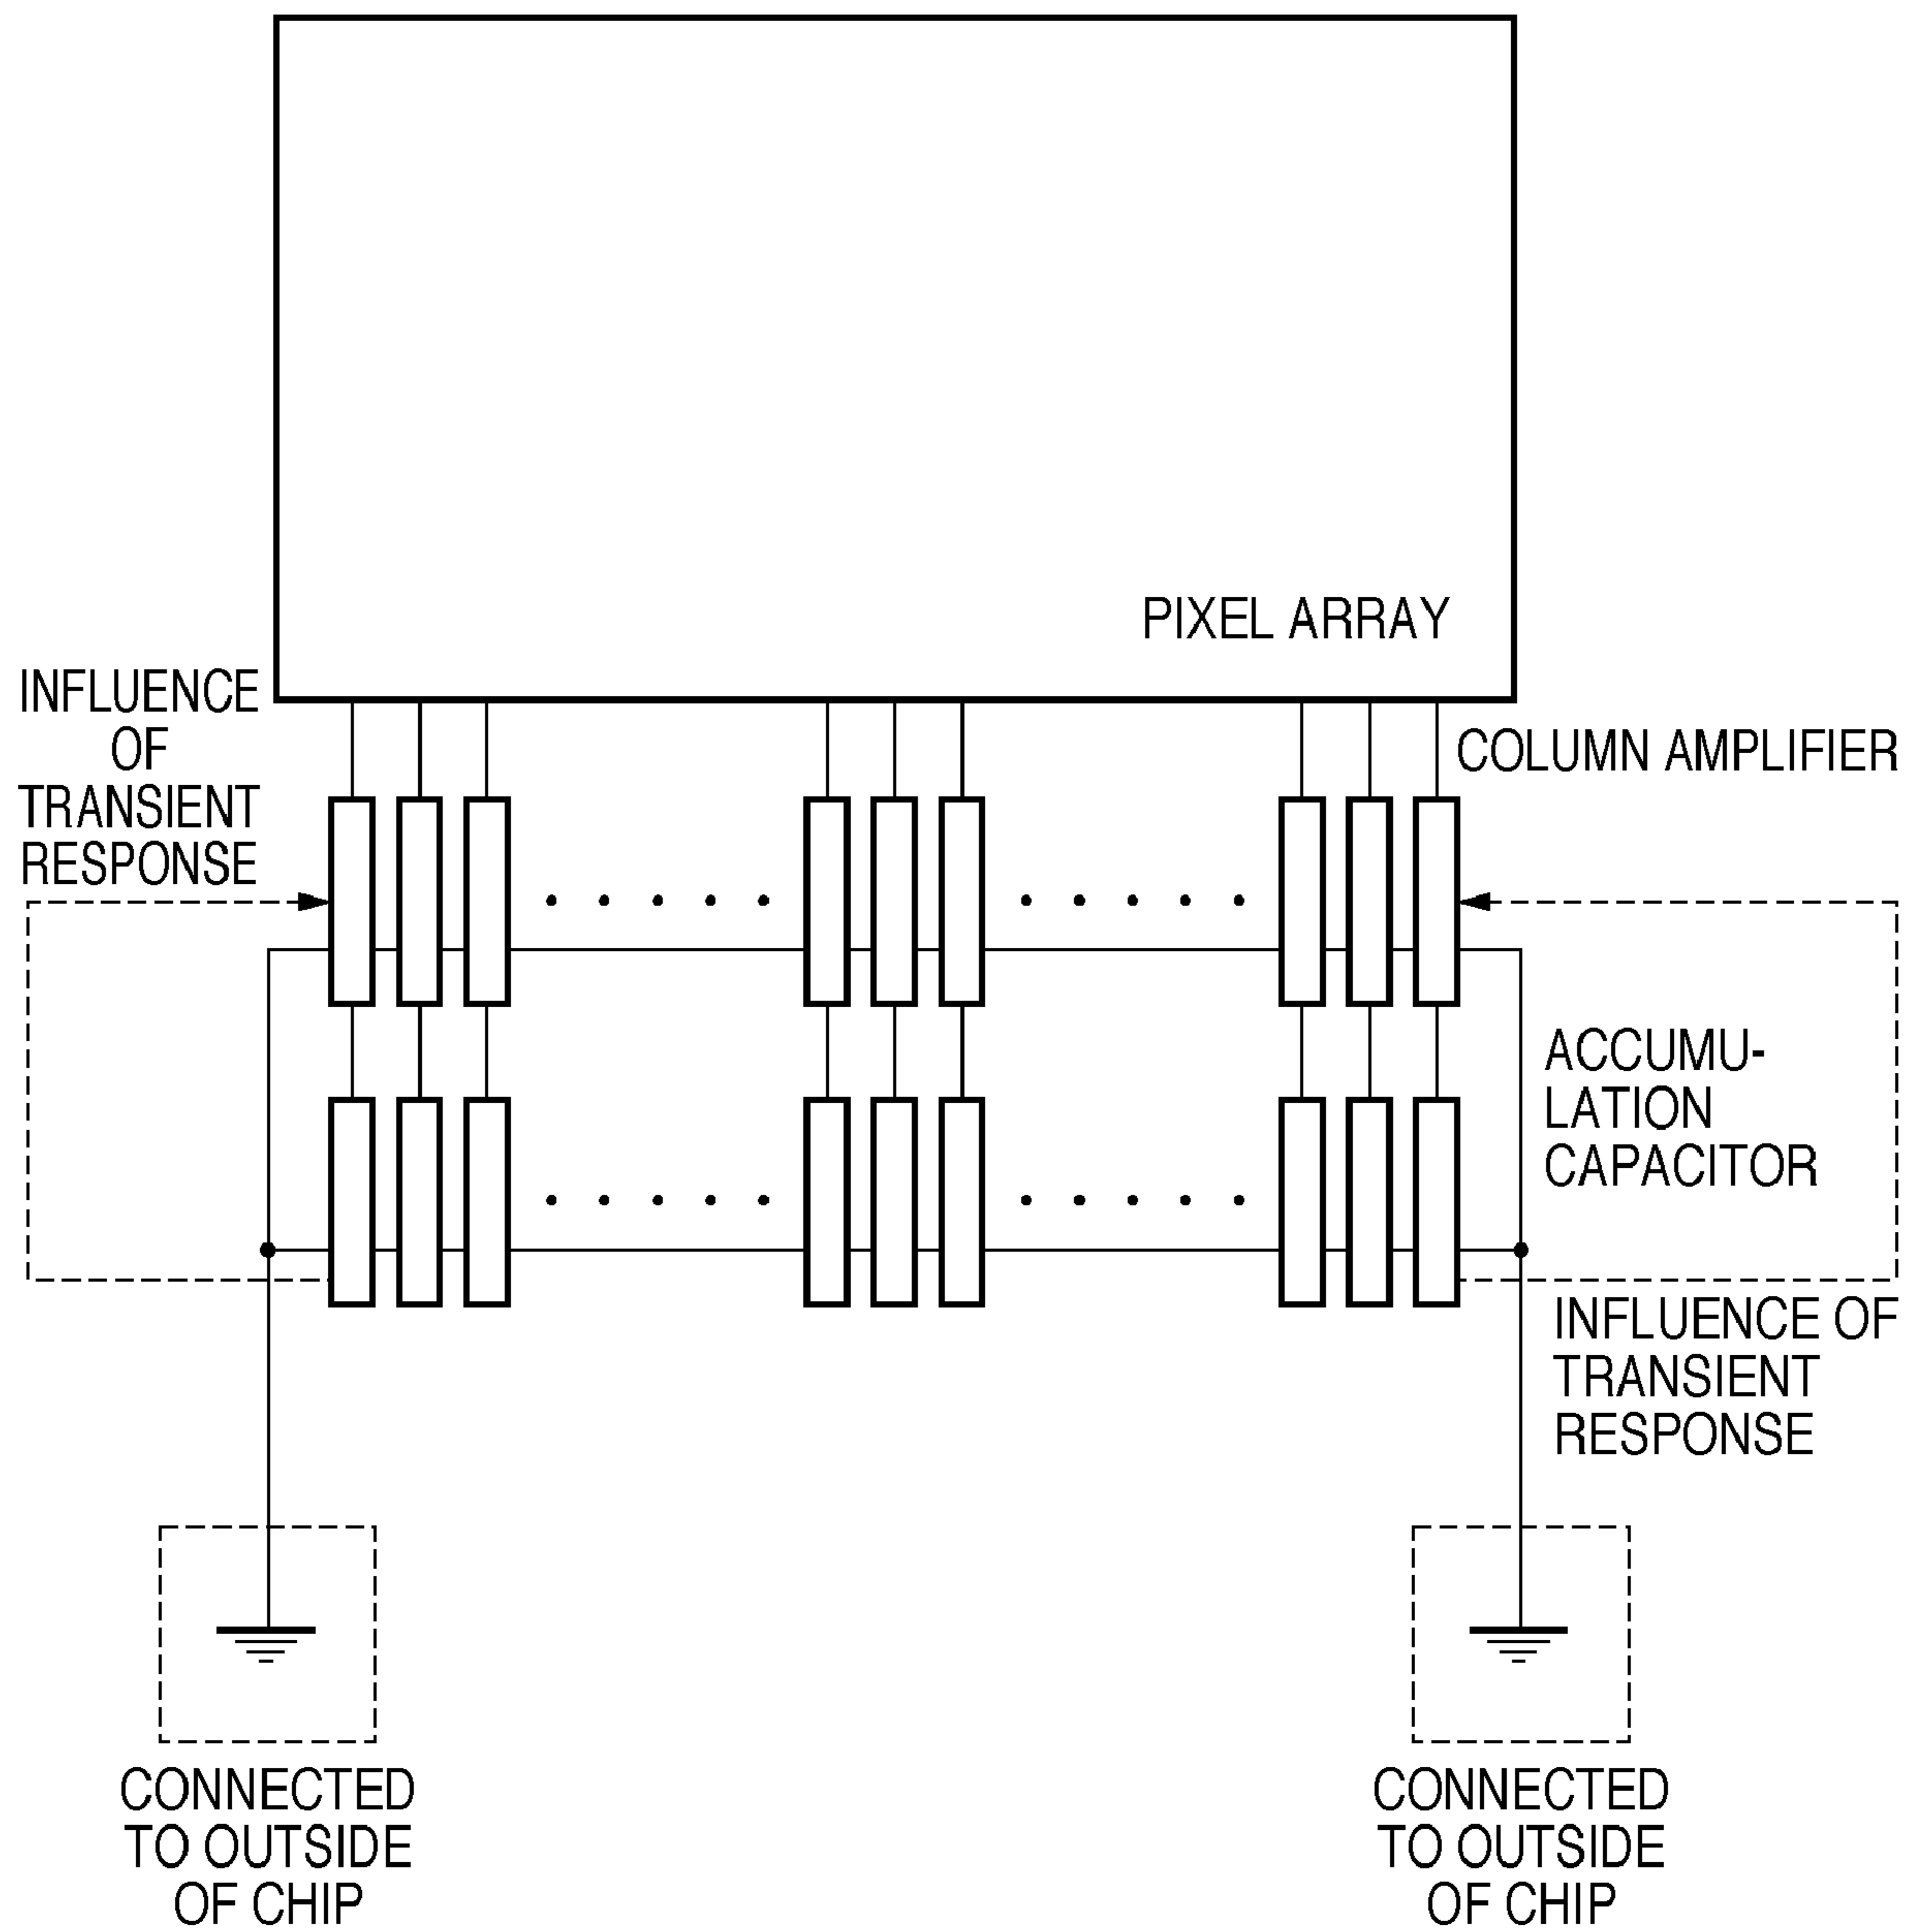 PIXEL ARRAY
INFLUENCE
OF
TRANSIENT
RESPONSE
COLUMN AMPLIFIER
ACCUMU-
LATION
CAPACITOR
INFLUENCE OF
TRANSIENT
RESPONSE
CONNECTED
TO OUTSIDE
OF CHIP
CONNECTED
TO OUTSIDE
OF CHIP